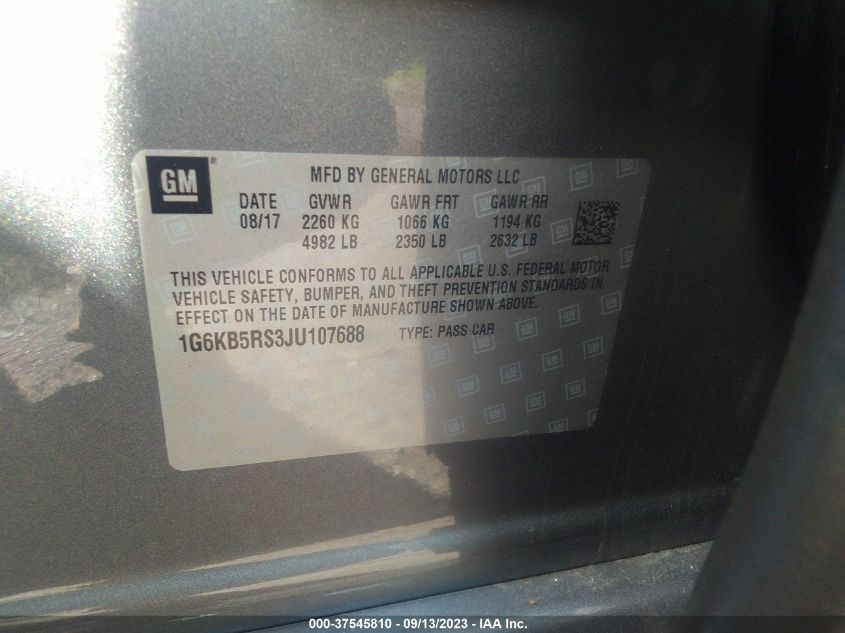 GM ®
MFD BY GENERAL MOTORS LLC
DATE GVWR GAWR FRT GAWR RR
08/17 2260 KG 1066 KG 1194 KG
4982 LB 2350 LB 2632 LB
THIS VEHICLE CONFORMS TO ALL APPLICABLE U.S. FEDERAL MOTOR
VEHICLE SAFETY, BUMPER, AND THEFT PREVENTION STANDARDS IN
EFFECT ON THE DATE OF MANUFACTURE SHOWN ABOVE.
1G6KB5RS3JU107688 TYPE: PASS CAR
000-37545810 - 09/13/2023 - IAA Inc.